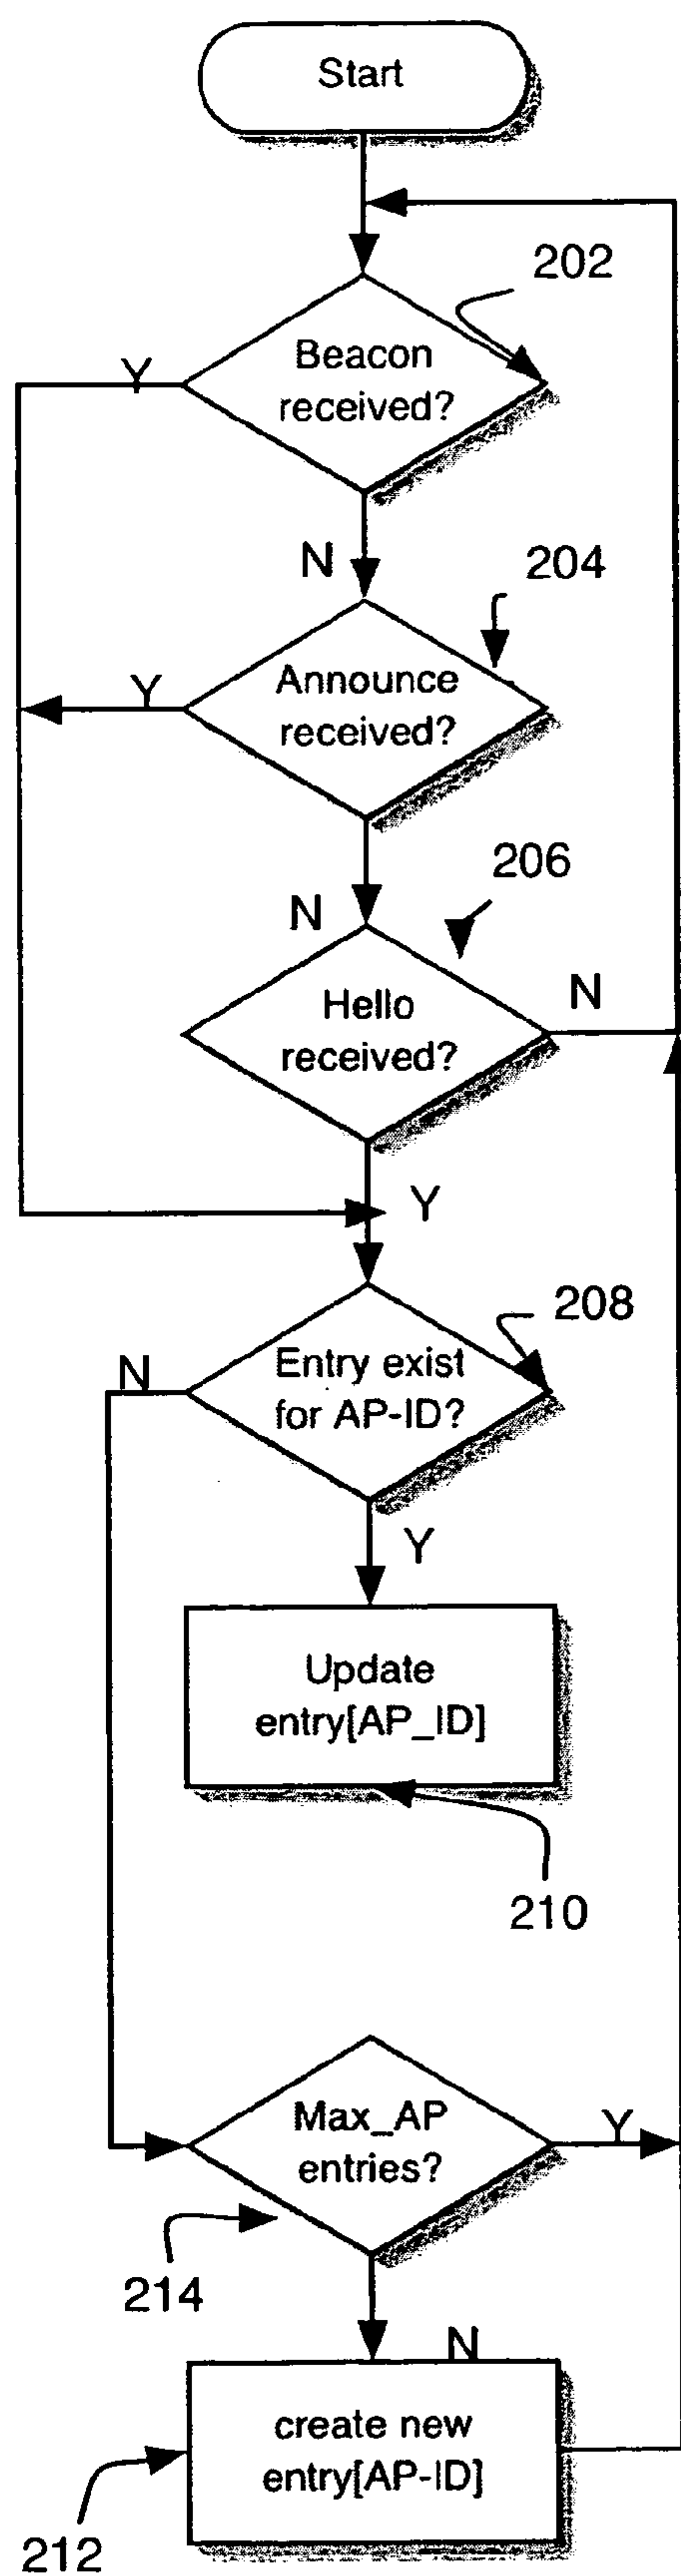 Start
202
Beacon
received?
Y
N
204
Announce
received?
Y
206
N
Hello
received?
N
Y
208
Entry exist
for AP-ID?
N
Y
Update
entry[AP_ID]
210
Max_AP
entries?
Y
214
N
create new
entry[AP-ID]
212